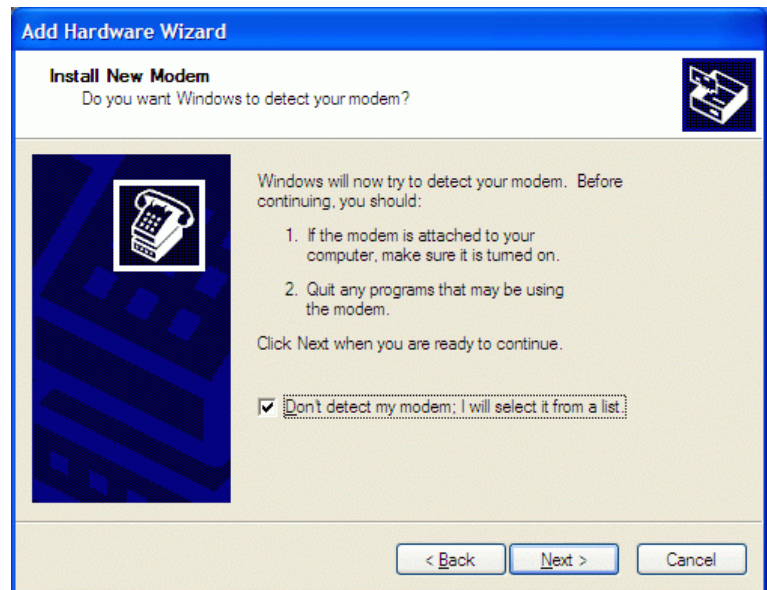 Add Hardware Wizard
Install New Modem
Do you want Windows to detect your modem?
Windows will now try to detect your modem.  Before
continuing, you should:
1.  If the modem is attached to your
computer, make sure it is turned on.
2.  Quit any programs that may be using
the modem.
Click Next when you are ready to continue.
Don't detect my modem; I will select it from a list.
< Back
Next >
Cancel